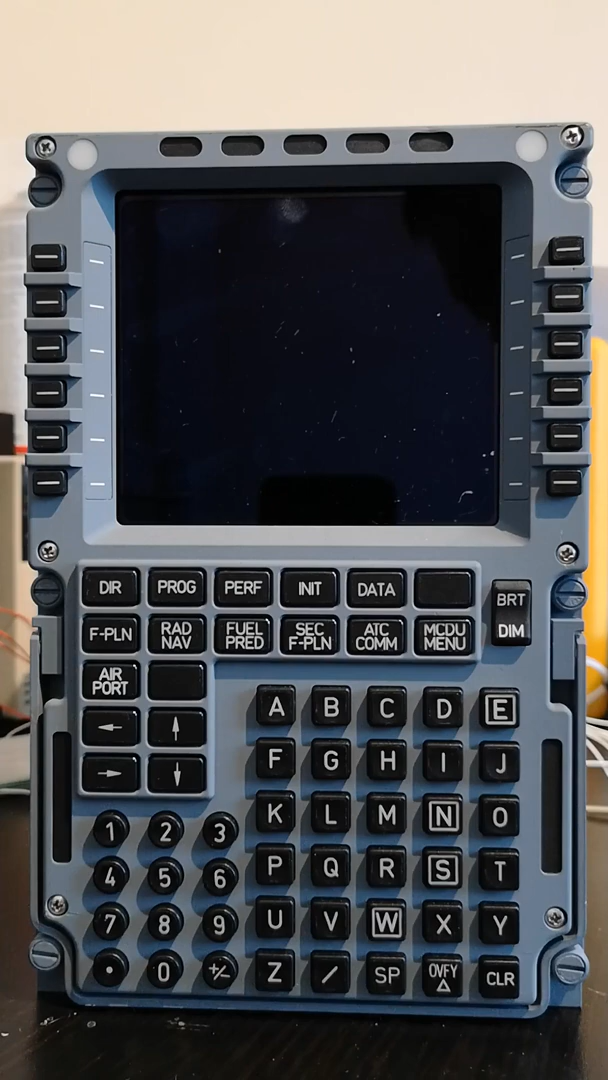 DIR PROG PERF INIT DATA
BRT
F-PLN RAD NAV FUEL PRED SEC F-PLN ATC COMM MCDU MENU
DIM
AIR PORT
← ↑
→ ↓
A B C D E
F G H I J
K L M N O
P Q R S T
U V W X Y
Z / SP OVFY △ CLR
1 2 3
4 5 6
7 8 9
• 0 +/-